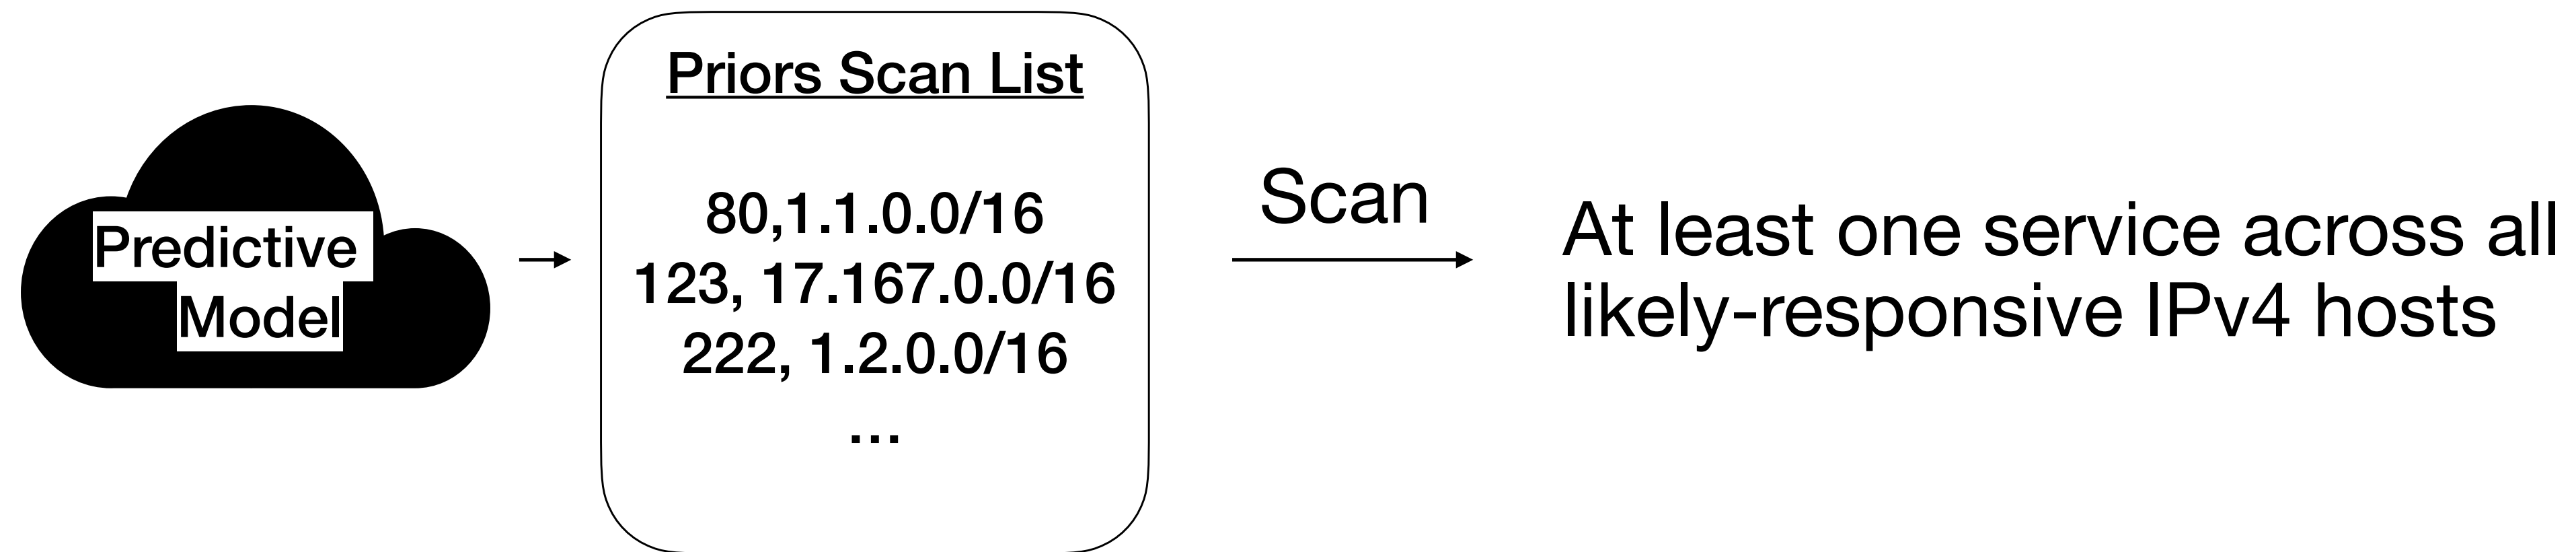 Predictive
Model
Priors Scan List
80,1.1.0.0/16
123, 17.167.0.0/16
222, 1.2.0.0/16
...
Scan
At least one service across all
likely-responsive IPv4 hosts